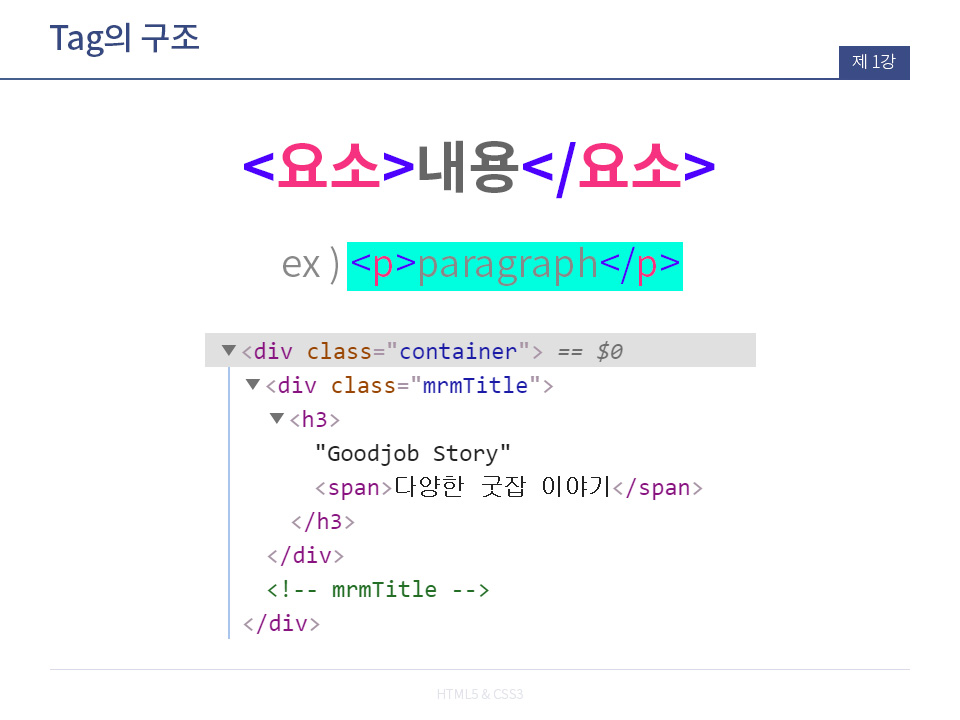 Tag의 구조
제 1강
<요소>내용</요소>
ex ) <p>paragraph</p>
▼<div class="container"> == $0
▼<div class="mrmTitle">
▼<h3>
"Goodjob Story"
<span>다양한 굿잡 이야기</span>
</h3>
</div>
<!-- mrmTitle -->
</div>
HTML5 & CSS3